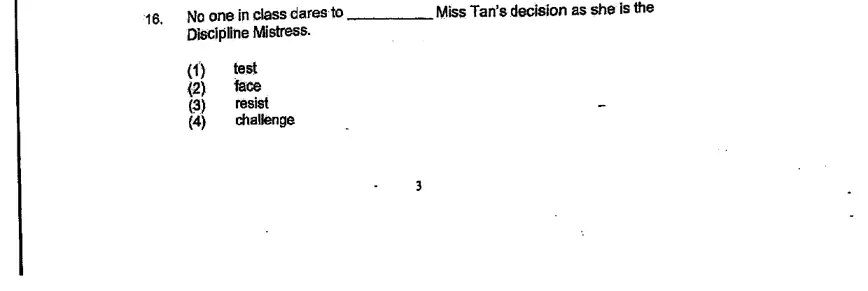 16. No one in class dares to __________ Miss Tan's decision as she is the
Discipline Mistress.
(1) test
(2) face
(3) resist
(4) challenge
3